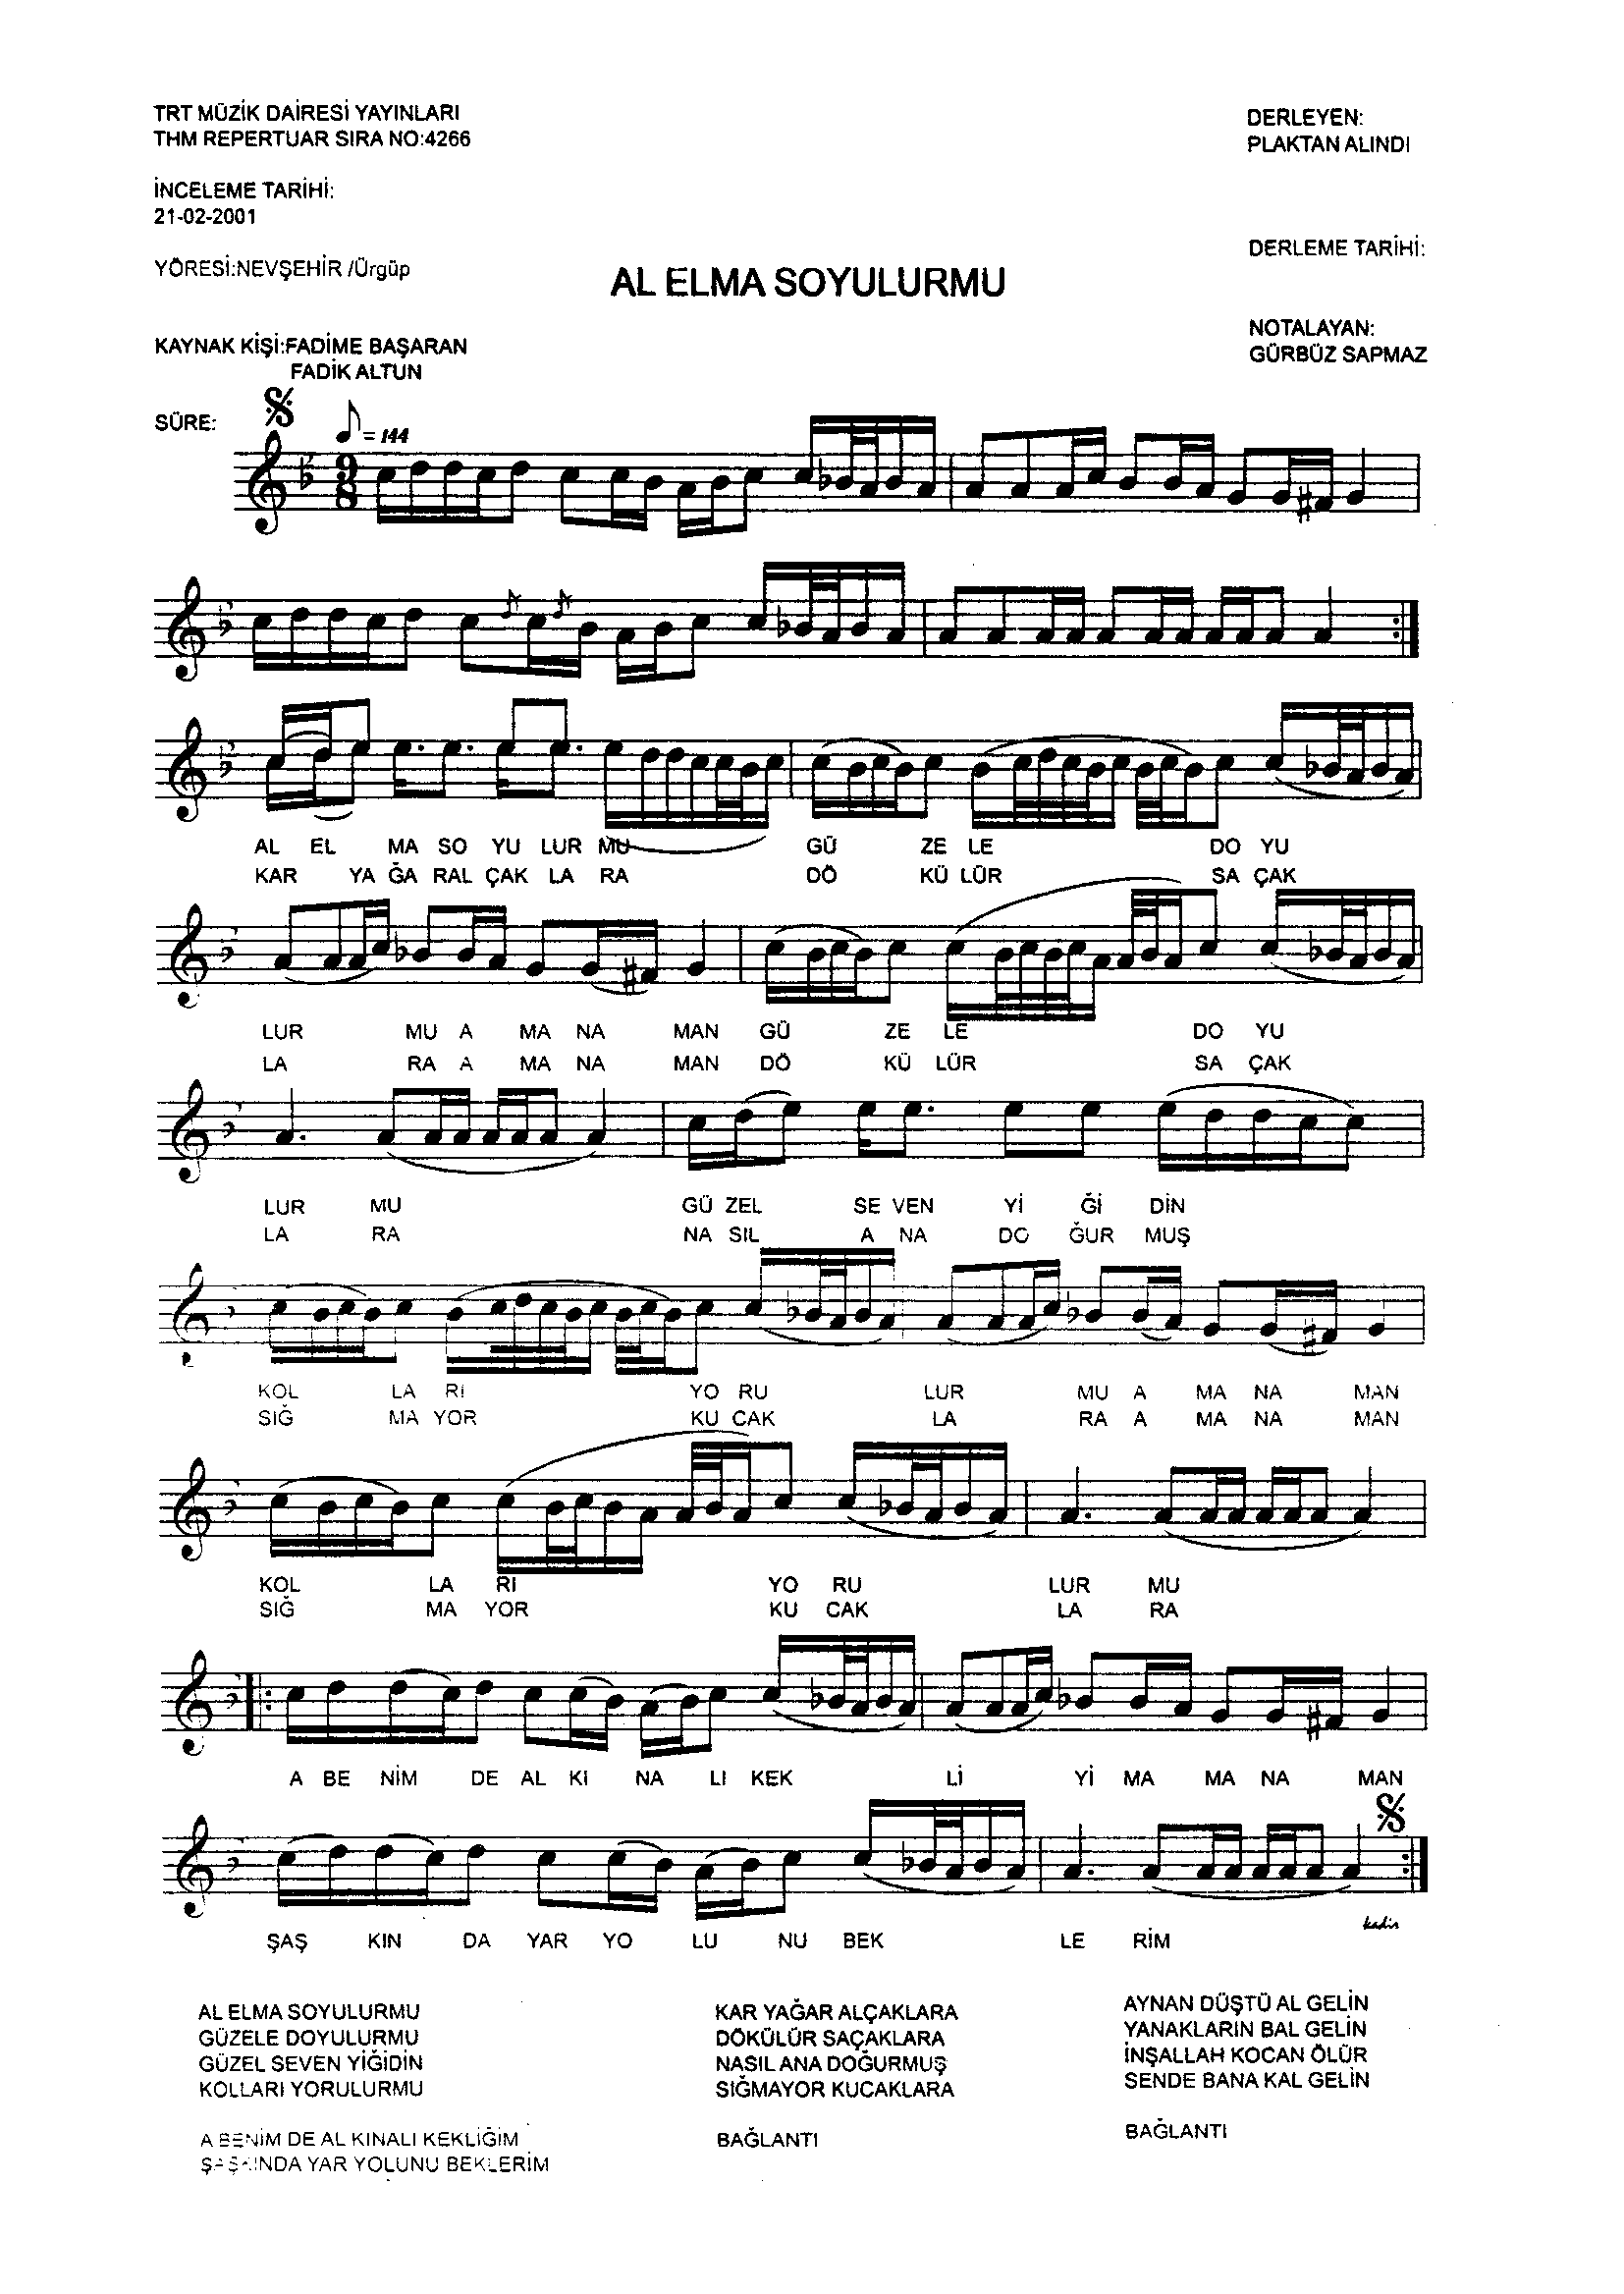 TRT MÜZİK DAİRESİ YAYINLARI
THM REPERTUAR SIRA NO:4266
İNCELEME TARİHİ:
21-02-2001
YÖRESİ:NEVŞEHİR /Ürgüp
KAYNAK KİŞİ:FADİME BAŞARAN
FADİK ALTUN
SÜRE:
DERLEYEN:
PLAKTAN ALINDI
DERLEME TARİHİ:
NOTALAYAN:
GÜRBÜZ SAPMAZ
AL ELMA SOYULURMU
= 144
9
8
AL EL MA SO YU LUR MU GÜ ZE LE DO YU
KAR YA ĞA RAL ÇAK LA RA DÖ KÜ LÜR SA ÇAK
LUR MU A MA NA MAN GÜ ZE LE DO YU
LA RA A MA NA MAN DÖ KÜ LÜR SA ÇAK
LUR MU GÜ ZEL SE VEN Yİ Ğİ DİN
LA RA NA SIL A NA DO ĞUR MUŞ
KOL LA RI YO RU LUR MU A MA NA MAN
SIĞ MA YOR KU CAK LA RA A MA NA MAN
KOL LA RI YO RU LUR MU
SIĞ MA YOR KU CAK LA RA
A BE NİM DE AL KI NA LI KEK Lİ Yİ MA MA NA MAN
ŞAŞ KIN DA YAR YO LU NU BEK LE RİM
kadir
AL ELMA SOYULURMU
GÜZELE DOYULURMU
GÜZEL SEVEN YİĞİDİN
KOLLARI YORULURMU
A BENİM DE AL KINALI KEKLİĞİM
ŞAŞKINDA YAR YOLUNU BEKLERİM
KAR YAĞAR ALÇAKLARA
DÖKÜLÜR SAÇAKLARA
NASIL ANA DOĞURMUŞ
SIĞMAYOR KUCAKLARA
BAĞLANTI
AYNAN DÜŞTÜ AL GELİN
YANAKLARIN BAL GELİN
İNŞALLAH KOCAN ÖLÜR
SENDE BANA KAL GELİN
BAĞLANTI